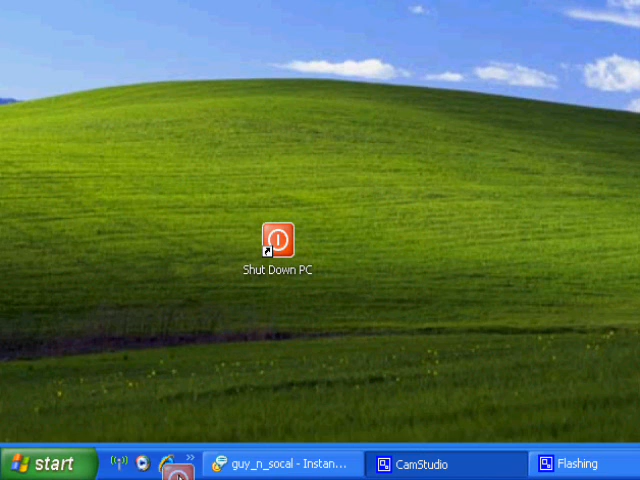 Shut Down PC
start
guy_n_socal - Instan...
CamStudio
Flashing